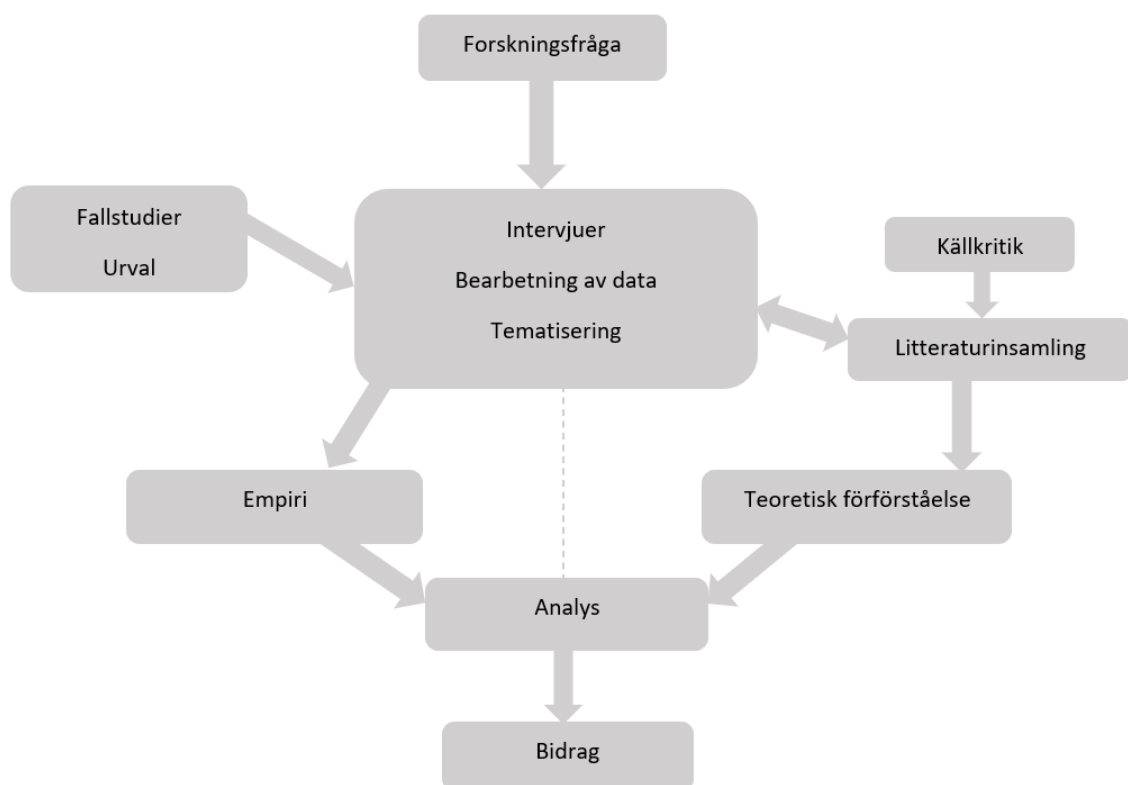 Forskningsfråga
Fallstudier
Urval
Intervjuer
Bearbetning av data
Tematisering
Källkritik
Litteraturinsamling
Empiri
Teoretisk förförståelse
Analys
Bidrag